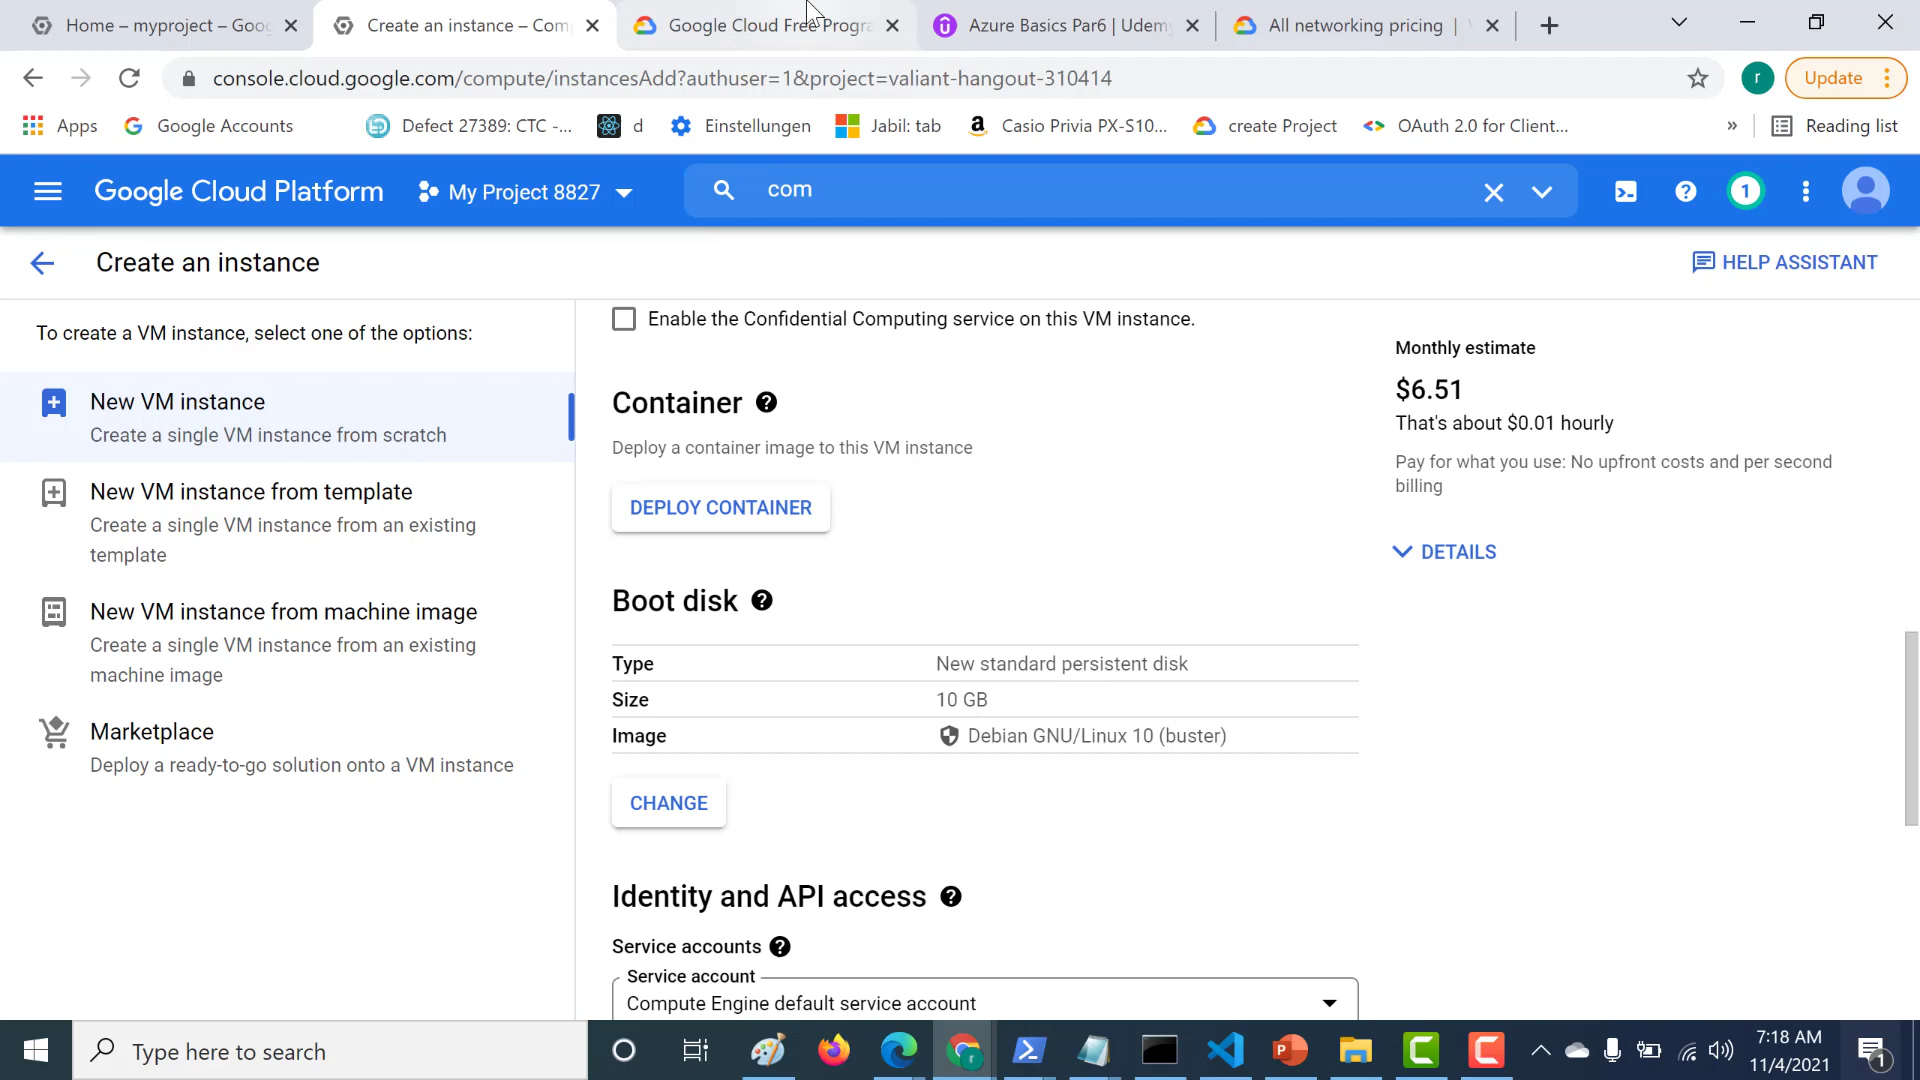 Home – myproject – Goog
Create an instance – Com
Google Cloud Free Progra
Azure Basics Par6 | Udem
All networking pricing |
console.cloud.google.com/compute/instancesAdd?authuser=1&project=valiant-hangout-310414
r
Update
Apps
Google Accounts
Defect 27389: CTC -...
d
Einstellungen
Jabil: tab
Casio Privia PX-S10...
create Project
OAuth 2.0 for Client...
»
Reading list
Google Cloud Platform
My Project 8827
com
1
Create an instance
HELP ASSISTANT
To create a VM instance, select one of the options:
New VM instance
Create a single VM instance from scratch
New VM instance from template
Create a single VM instance from an existing
template
New VM instance from machine image
Create a single VM instance from an existing
machine image
Marketplace
Deploy a ready-to-go solution onto a VM instance
Enable the Confidential Computing service on this VM instance.
Container
Deploy a container image to this VM instance
DEPLOY CONTAINER
Boot disk
Type New standard persistent disk
Size 10 GB
Image Debian GNU/Linux 10 (buster)
CHANGE
Identity and API access
Service accounts
Service account
Compute Engine default service account
Monthly estimate
$6.51
That's about $0.01 hourly
Pay for what you use: No upfront costs and per second
billing
DETAILS
Type here to search
7:18 AM
11/4/2021
1